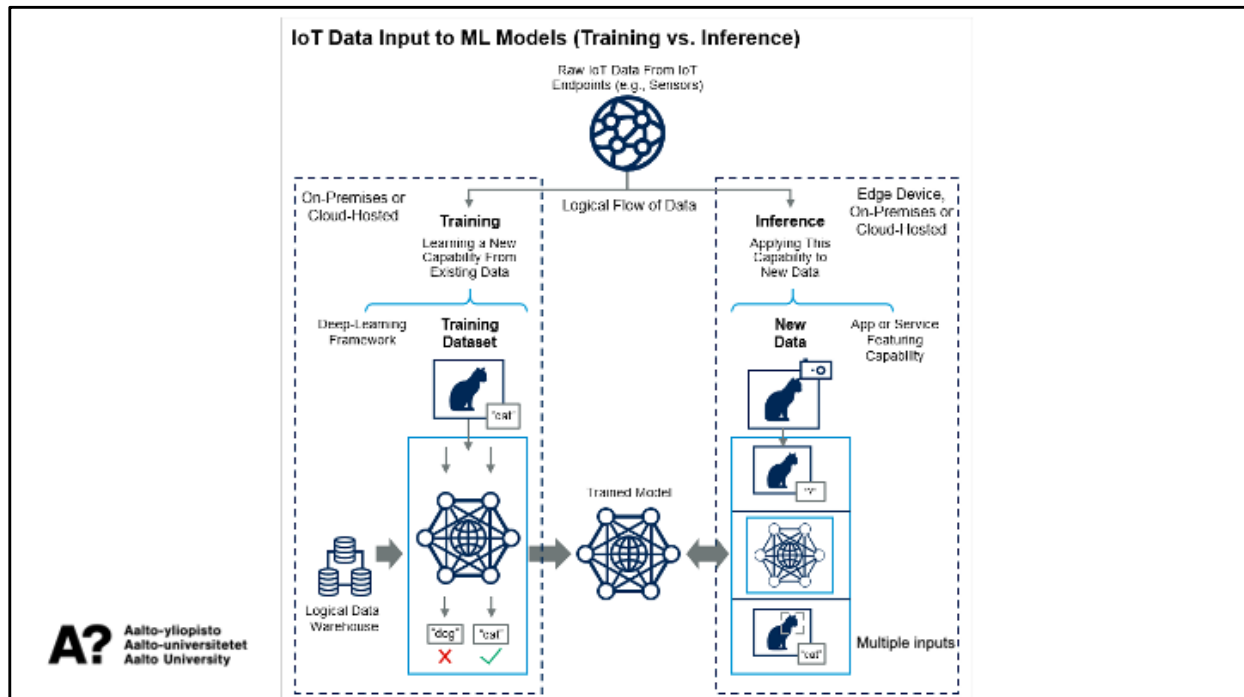 IoT Data Input to ML Models (Training vs. Inference)
Raw IoT Data From IoT
Endpoints (e.g., Sensors)
On-Premises or
Cloud-Hosted
Logical Flow of Data
Edge Device,
On-Premises or
Cloud-Hosted
Training
Learning a New
Capability From
Existing Data
Inference
Applying This
Capability to
New Data
Deep-Learning
Framework
Training
Dataset
New
Data
App or Service
Featuring
Capability
"cat"
"?"
Trained Model
Logical Data
Warehouse
"dog"
"cat"
"cat"
Multiple inputs
A?
Aalto-yliopisto
Aalto-universitetet
Aalto University